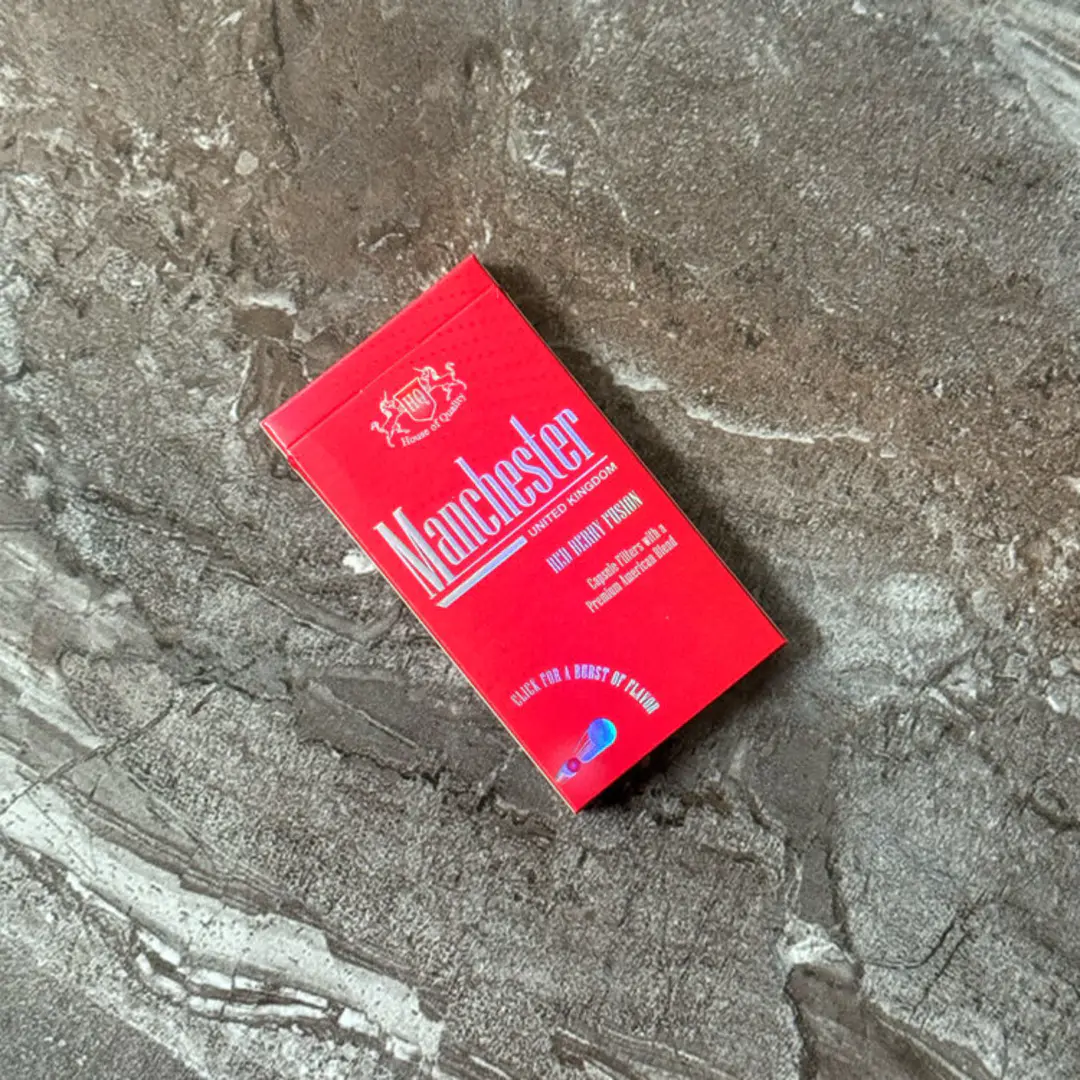 HQ
House of Quality
Manchester
UNITED KINGDOM
RED BERRY FUSION
Capsule Filters with a
Premium American Blend
CLICK FOR A BURST OF FLAVOR